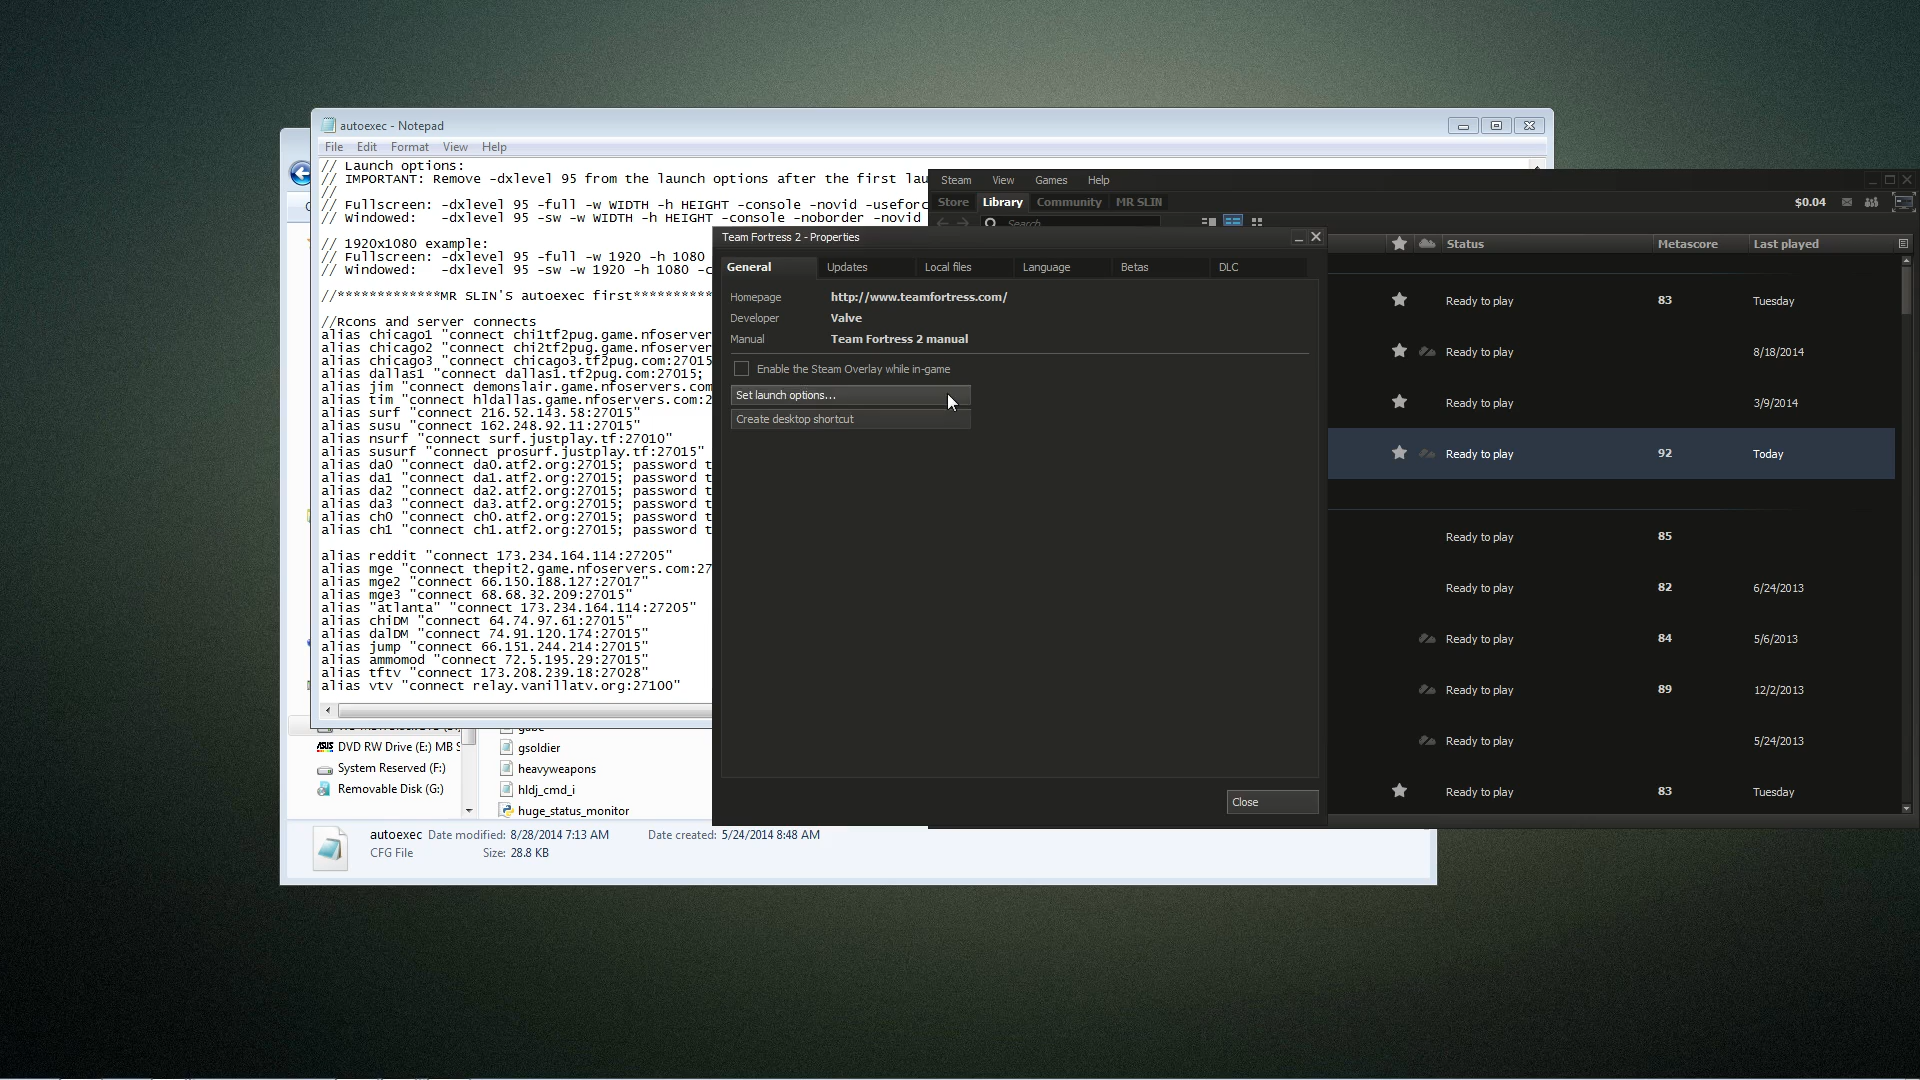 autoexec - Notepad
File Edit Format View Help
// Launch options:
// IMPORTANT: Remove -dxlevel 95 from the launch options after the first
//
// Fullscreen: -dxlevel 95 -full -w WIDTH -h HEIGHT -console -novid
// Windowed: -dxlevel 95 -sw -w WIDTH -h HEIGHT -console -noborder -novid
// 1920x1080 example:
// Fullscreen: -dxlevel 95 -full -w 1920 -h 1080
// Windowed: -dxlevel 95 -sw -w 1920 -h 1080
//*************MR SLIN'S autoexec first**********
//Rcons and server connects
alias chicago1 "connect chi1tf2pug.game.nfoserver
alias chicago2 "connect chi2tf2pug.game.nfoserver
alias chicago3 "connect chicago3.tf2pug.com:27015
alias dallas1 "connect dallas1.tf2pug.com:27015;
alias jim "connect demonslair.game.nfoservers.com
alias tim "connect hldallas.game.nfoservers.com:2
alias surf "connect 216.52.143.58:27015"
alias susu "connect 162.248.92.11:27015"
alias nsurf "connect surf.justplay.tf:27010"
alias susurf "connect prosurf.justplay.tf:27015"
alias da0 "connect da0.atf2.org:27015; password t
alias da1 "connect da1.atf2.org:27015; password t
alias da2 "connect da2.atf2.org:27015; password t
alias da3 "connect da3.atf2.org:27015; password t
alias ch0 "connect ch0.atf2.org:27015; password t
alias ch1 "connect ch1.atf2.org:27015; password t
alias reddit "connect 173.234.164.114:27205"
alias mge "connect thepit2.game.nfoservers.com:27
alias mge2 "connect 66.150.188.127:27017"
alias mge3 "connect 68.68.32.209:27015"
alias "atlanta" "connect 173.234.164.114:27205"
alias chiDM "connect 64.74.97.61:27015"
alias dalDM "connect 74.91.120.174:27015"
alias jump "connect 66.151.244.214:27015"
alias ammomod "connect 72.5.195.29:27015"
alias tftv "connect 173.208.239.18:27028"
alias vtv "connect relay.vanillatv.org:27100"
DVD RW Drive (E:) MB
System Reserved (F:)
Removable Disk (G:)
gsoldier
heavyweapons
hldj_cmd_i
huge_status_monitor
autoexec Date modified: 8/28/2014 7:13 AM Date created: 5/24/2014 8:48 AM
CFG File Size: 28.8 KB
Steam View Games Help
Store Library Community MR SLIN $0.04
Search
Team Fortress 2 - Properties
General Updates Local files Language Betas DLC
Homepage http://www.teamfortress.com/
Developer Valve
Manual Team Fortress 2 manual
Enable the Steam Overlay while in-game
Set launch options...
Create desktop shortcut
Close
Status Metascore Last played
Ready to play 83 Tuesday
Ready to play 8/18/2014
Ready to play 3/9/2014
Ready to play 92 Today
Ready to play 85
Ready to play 82 6/24/2013
Ready to play 84 5/6/2013
Ready to play 89 12/2/2013
Ready to play 5/24/2013
Ready to play 83 Tuesday